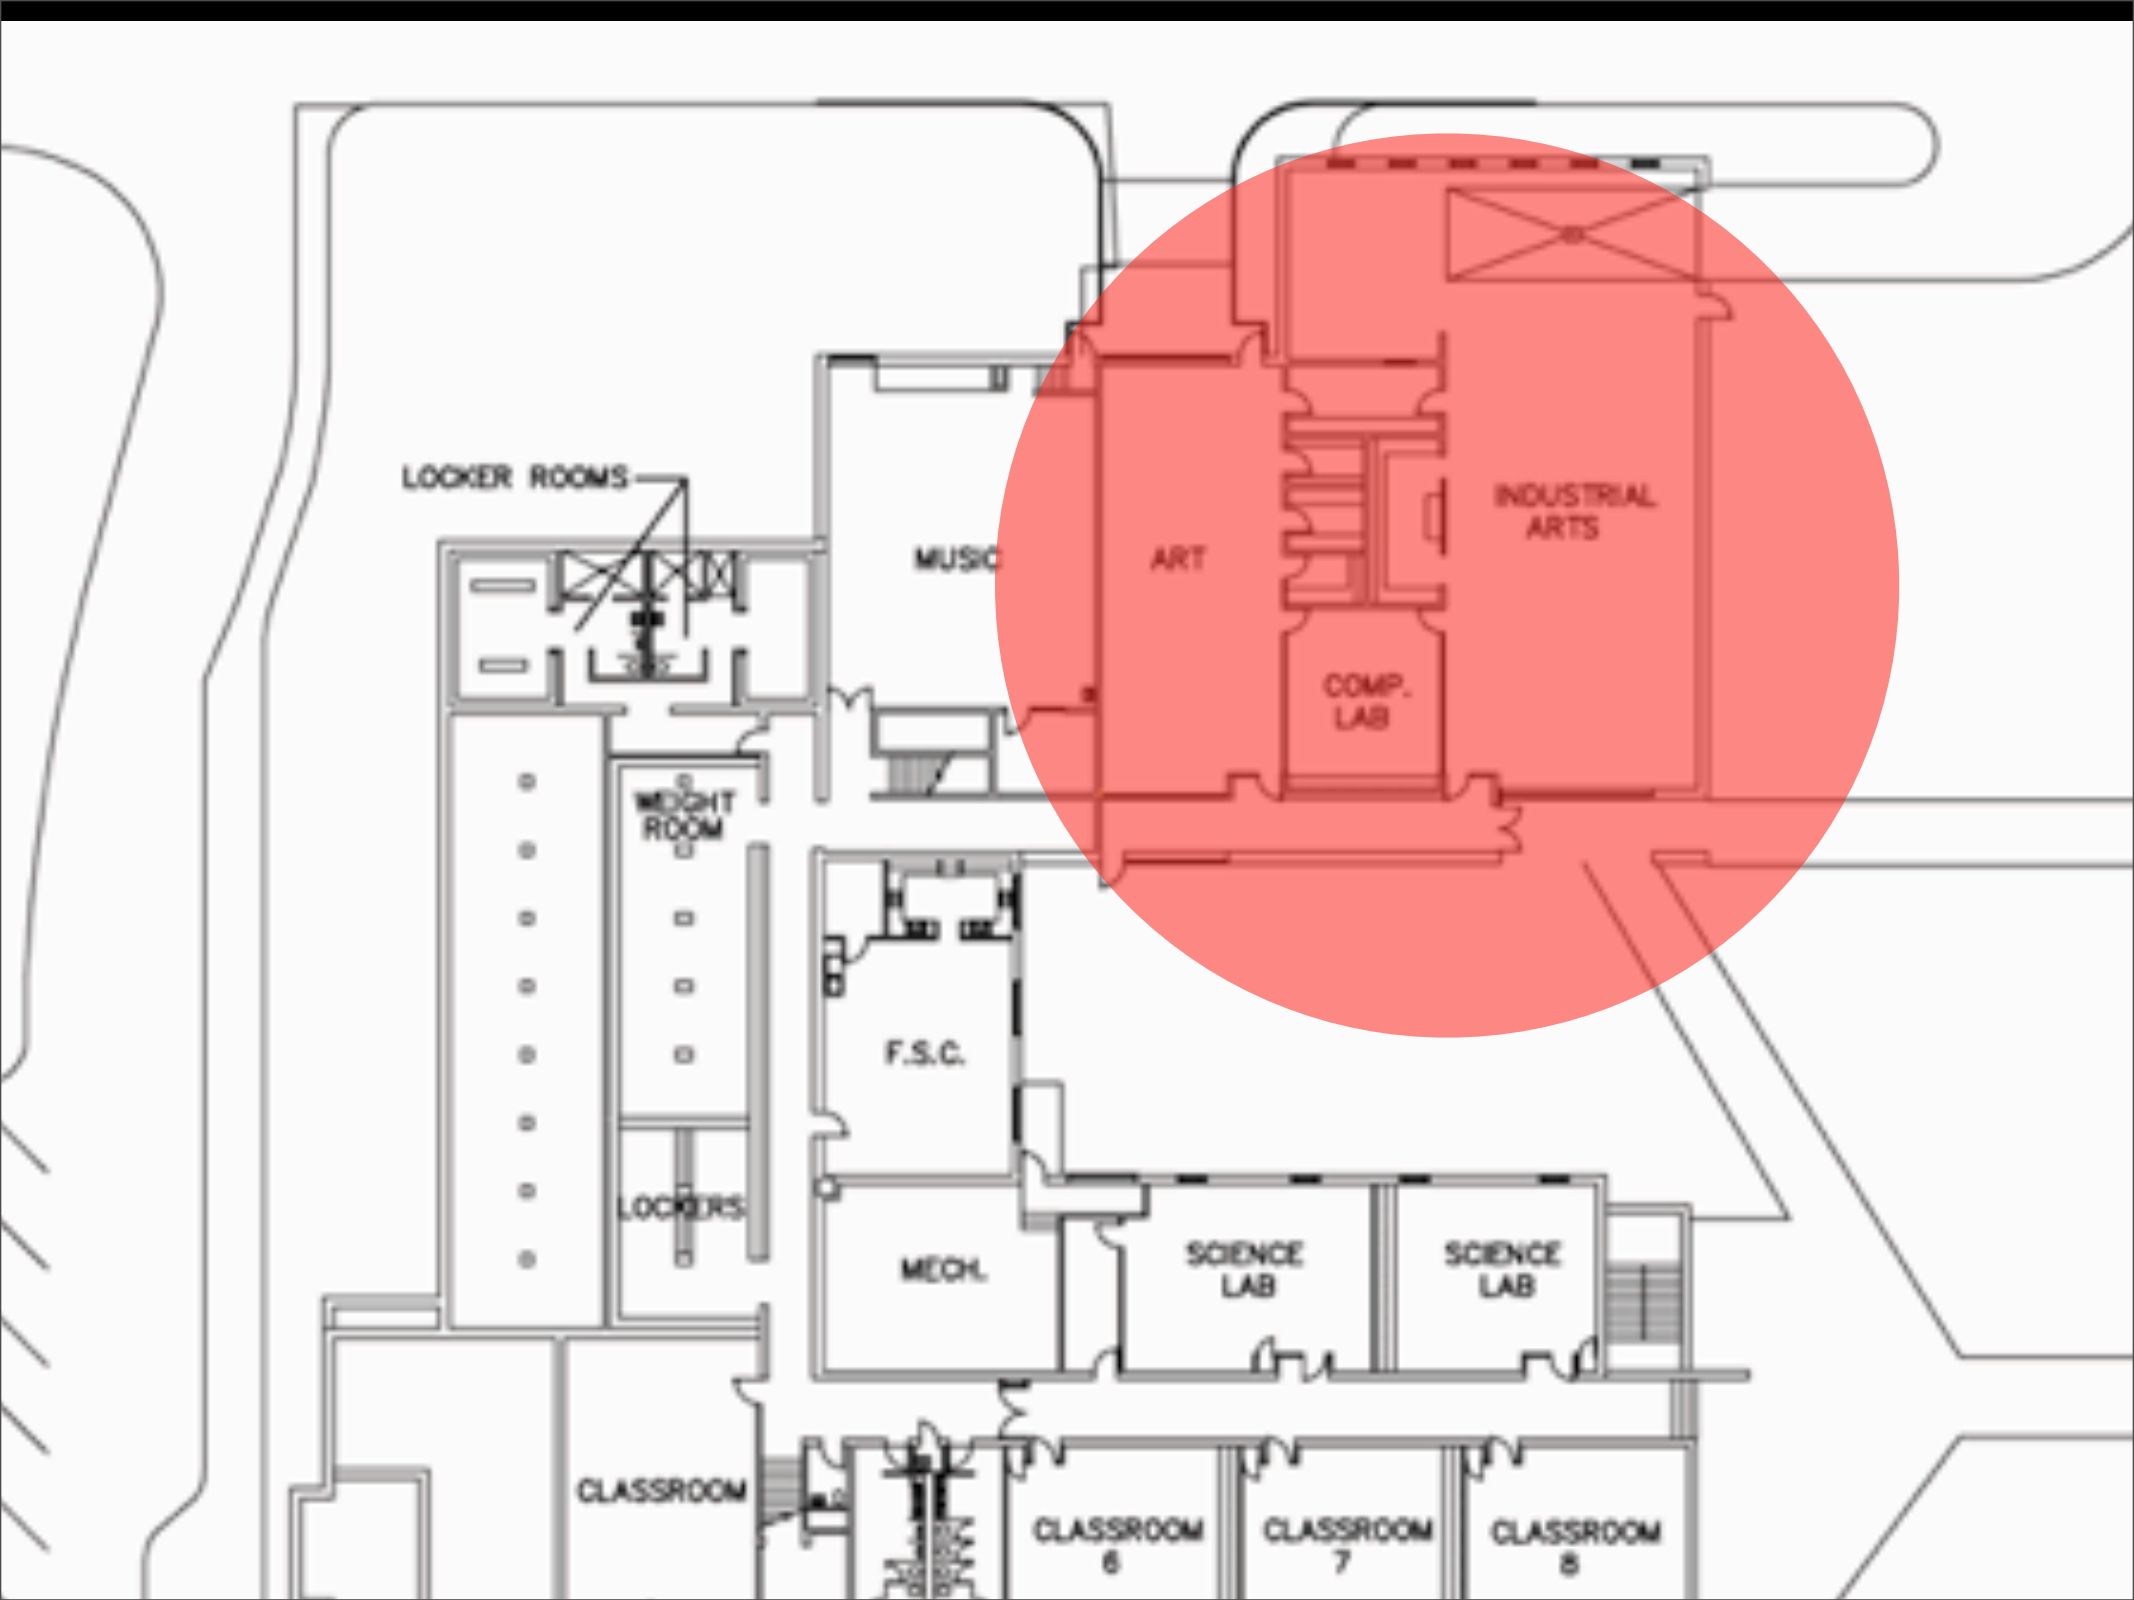 LOCKER ROOMS
INDUSTRIAL
ARTS
MUSIC
ART
COMP.
LAB
WEIGHT
ROOM
F.S.C.
LOCKERS
MECH.
SCIENCE
LAB
SCIENCE
LAB
CLASSROOM
CLASSROOM
6
CLASSROOM
7
CLASSROOM
8